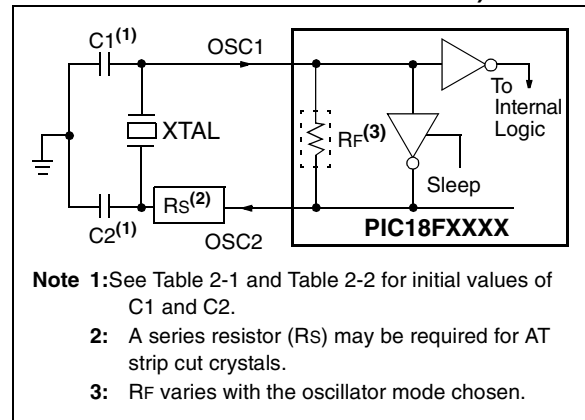 C1(1)
OSC1
To
Internal
Logic
XTAL
RF(3)
Sleep
RS(2)
C2(1)
OSC2
PIC18FXXXX
Note 1:See Table 2-1 and Table 2-2 for initial values of
C1 and C2.
2: A series resistor (RS) may be required for AT
strip cut crystals.
3: RF varies with the oscillator mode chosen.